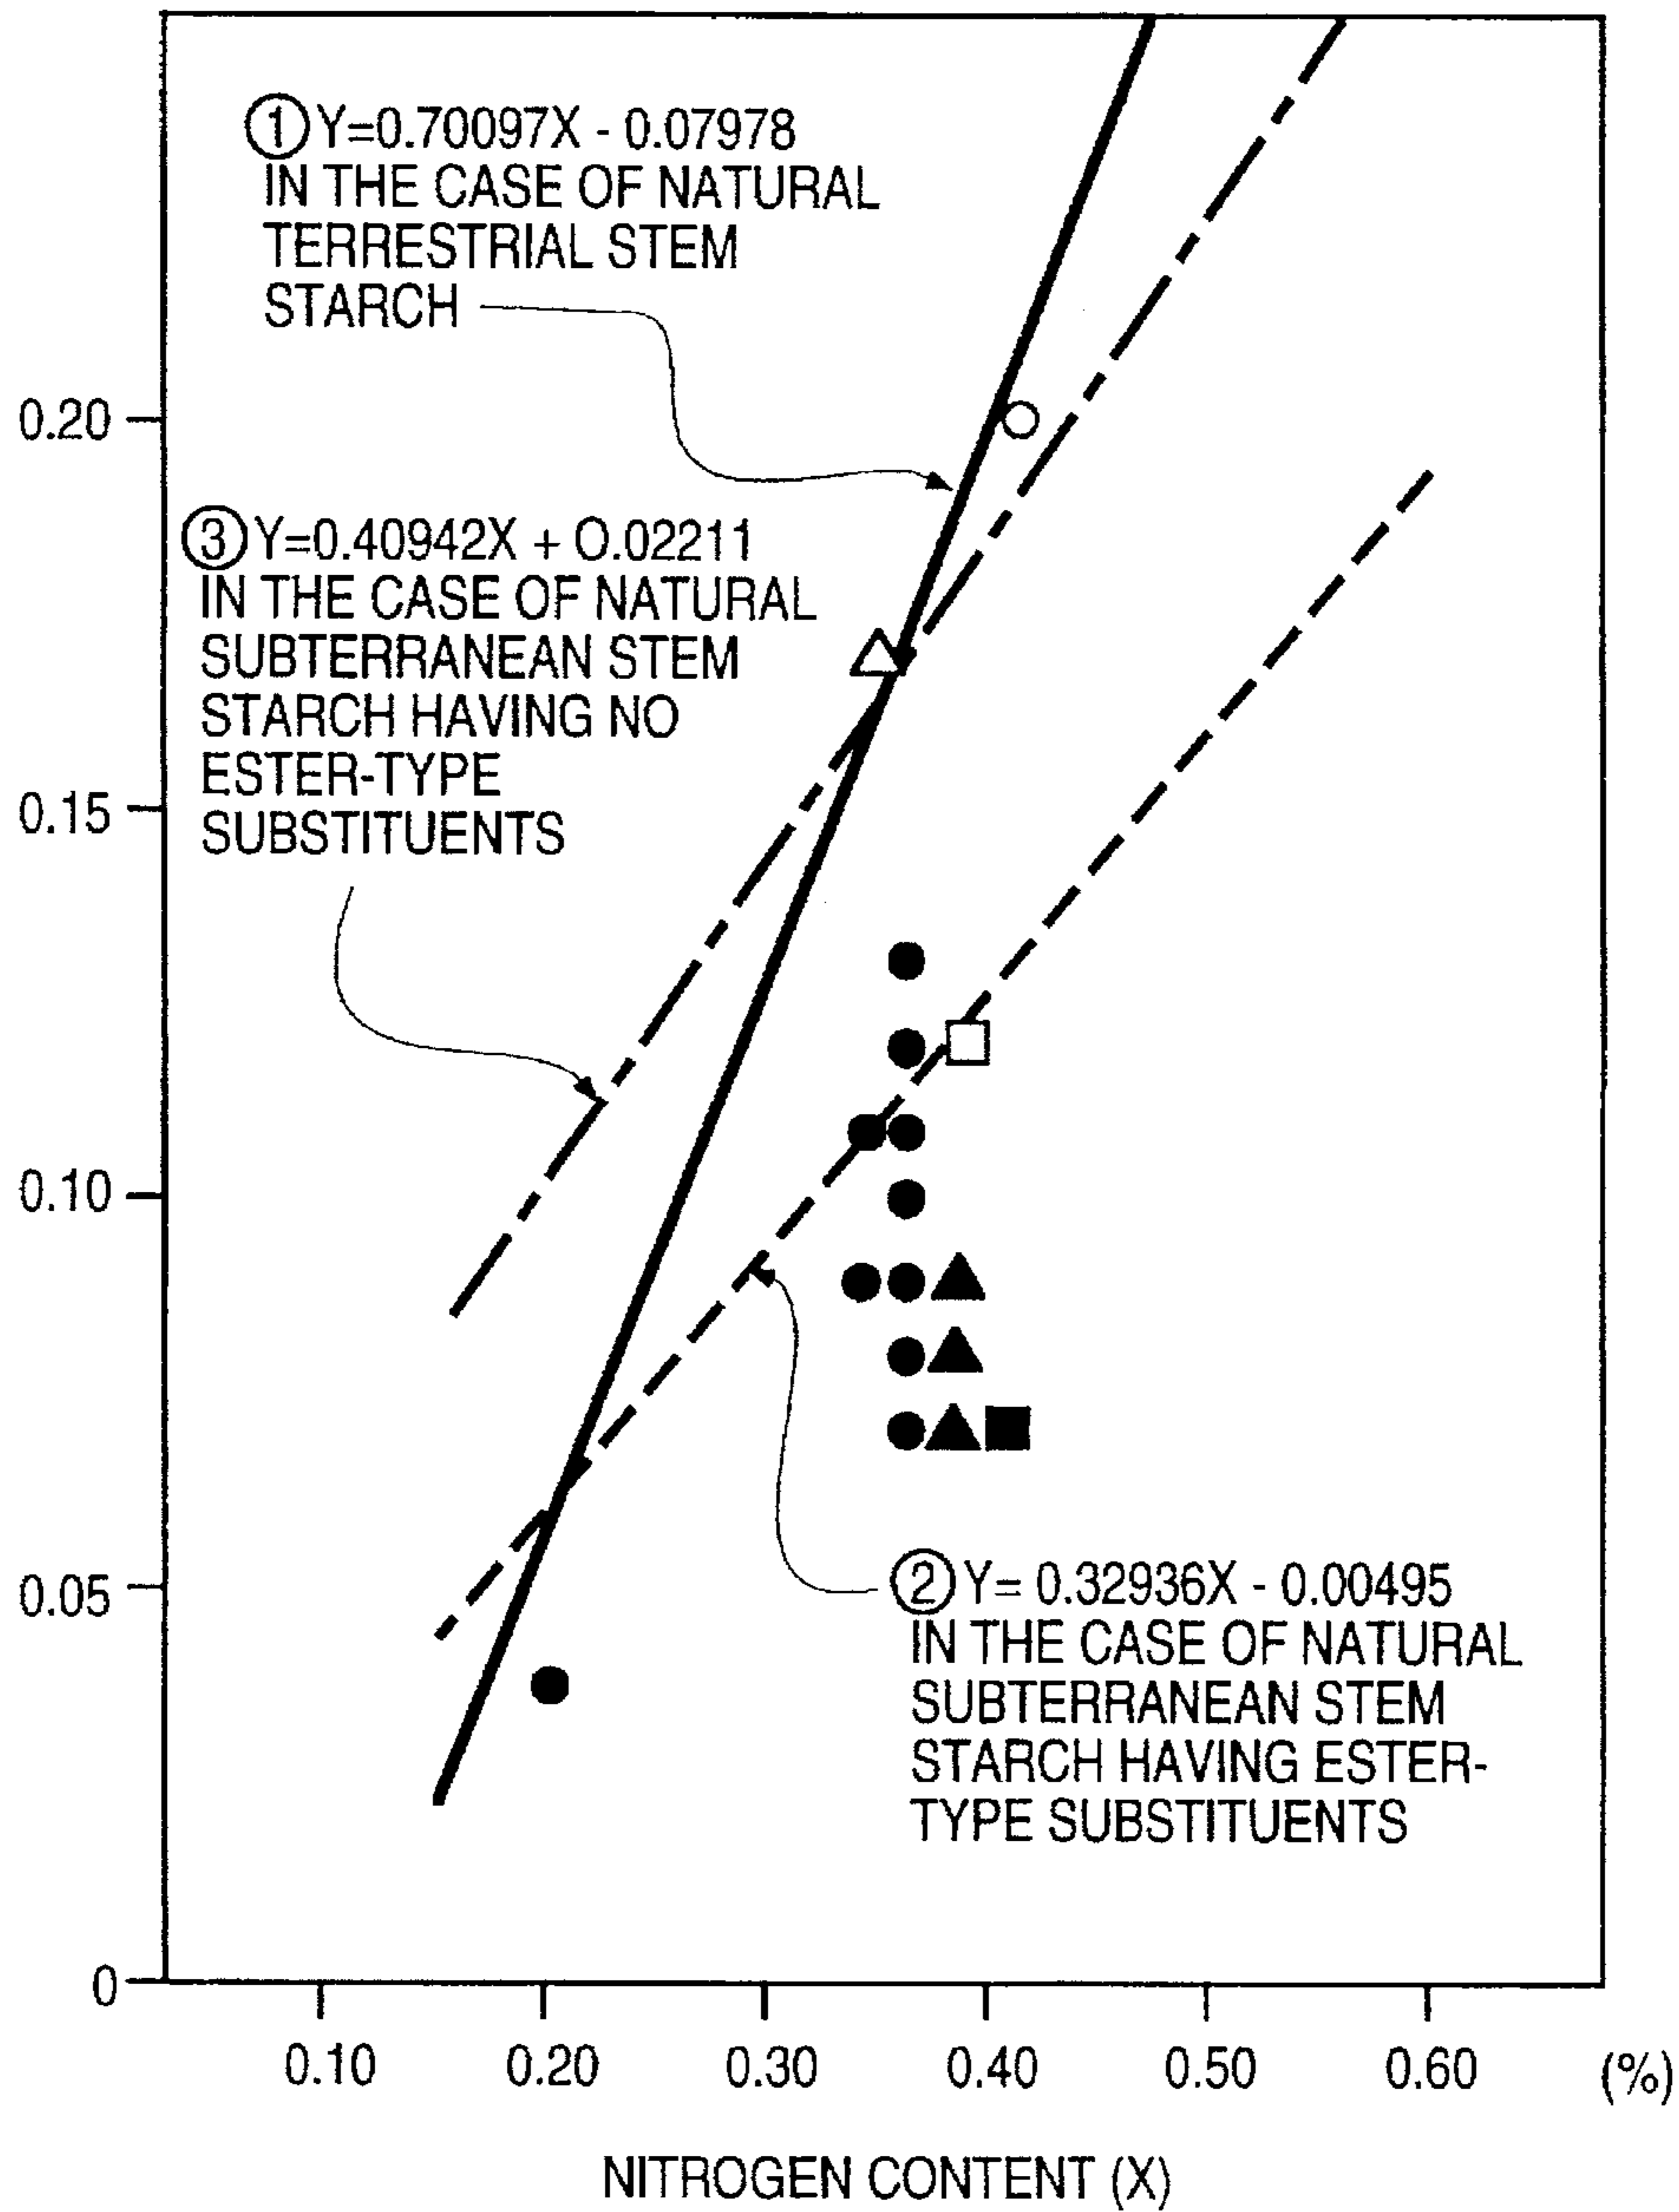 ① Y=0.70097X - 0.07978
IN THE CASE OF NATURAL
TERRESTRIAL STEM
STARCH
0.20
③ Y=0.40942X + O.02211
IN THE CASE OF NATURAL
SUBTERRANEAN STEM
STARCH HAVING NO
ESTER-TYPE
SUBSTITUENTS
0.15
0.10
② Y= 0.32936X - 0.00495
0.05
IN THE CASE OF NATURAL
SUBTERRANEAN STEM
STARCH HAVING ESTER-
TYPE SUBSTITUENTS
0
0.10 0.20 0.30 0.40 0.50 0.60 (%)
NITROGEN CONTENT (X)